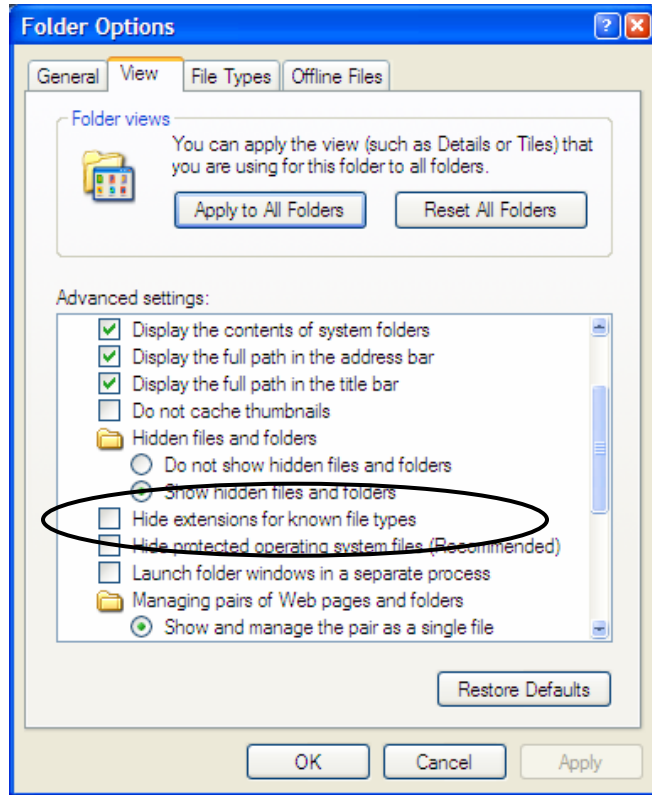 Folder Options
General View File Types Offline Files
Folder views
You can apply the view (such as Details or Tiles) that
you are using for this folder to all folders.
Apply to All Folders Reset All Folders
Advanced settings:
Display the contents of system folders
Display the full path in the address bar
Display the full path in the title bar
Do not cache thumbnails
Hidden files and folders
Do not show hidden files and folders
Show hidden files and folders
Hide extensions for known file types
Hide protected operating system files (Recommended)
Launch folder windows in a separate process
Managing pairs of Web pages and folders
Show and manage the pair as a single file
Restore Defaults
OK Cancel Apply